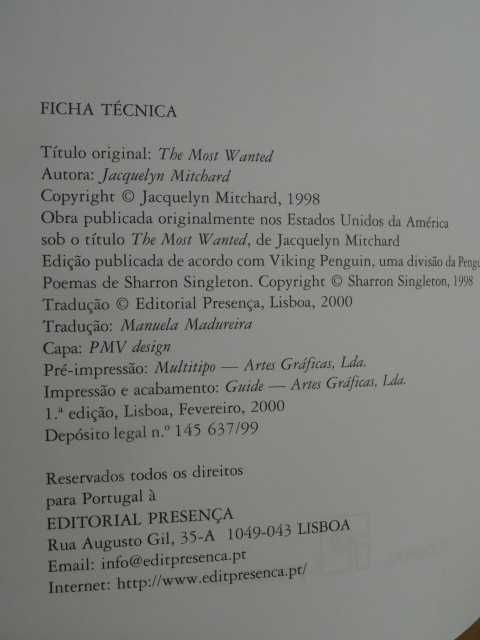 FICHA TÉCNICA
Título original: The Most Wanted
Autora: Jacquelyn Mitchard
Copyright © Jacquelyn Mitchard, 1998
Obra publicada originalmente nos Estados Unidos da América
sob o título The Most Wanted, de Jacquelyn Mitchard
Edição publicada de acordo com Viking Penguin, uma divisão da Pengu
Poemas de Sharron Singleton. Copyright © Sharron Singleton, 1998
Tradução © Editorial Presença, Lisboa, 2000
Tradução: Manuela Madureira
Capa: PMV design
Pré-impressão: Multitipo — Artes Gráficas, Lda.
Impressão e acabamento: Guide — Artes Gráficas, Lda.
1.ª edição, Lisboa, Fevereiro, 2000
Depósito legal n.º 145 637/99
Reservados todos os direitos
para Portugal à
EDITORIAL PRESENÇA
Rua Augusto Gil, 35-A 1049-043 LISBOA
Email: info@editpresenca.pt
Internet: http://www.editpresenca.pt/